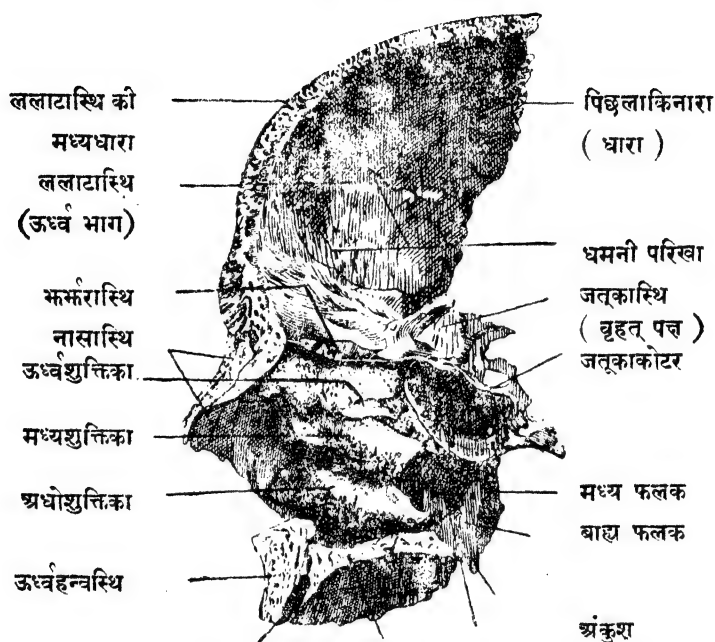 ललाटास्थि की
मध्यधारा
ललाटास्थि
(ऊर्ध्व भाग)
झर्झरास्थि
नासास्थि
ऊर्ध्वशुक्तिका
मध्यशुक्तिका
अधोशुक्तिका
ऊर्ध्वहन्वस्थि
पिछलाकिनारा
( धारा )
धमनी परिखा
जतूकास्थि
( वृहत् पक्ष )
जतूकाकोटर
मध्य फलक
बाह्य फलक
अंकुश